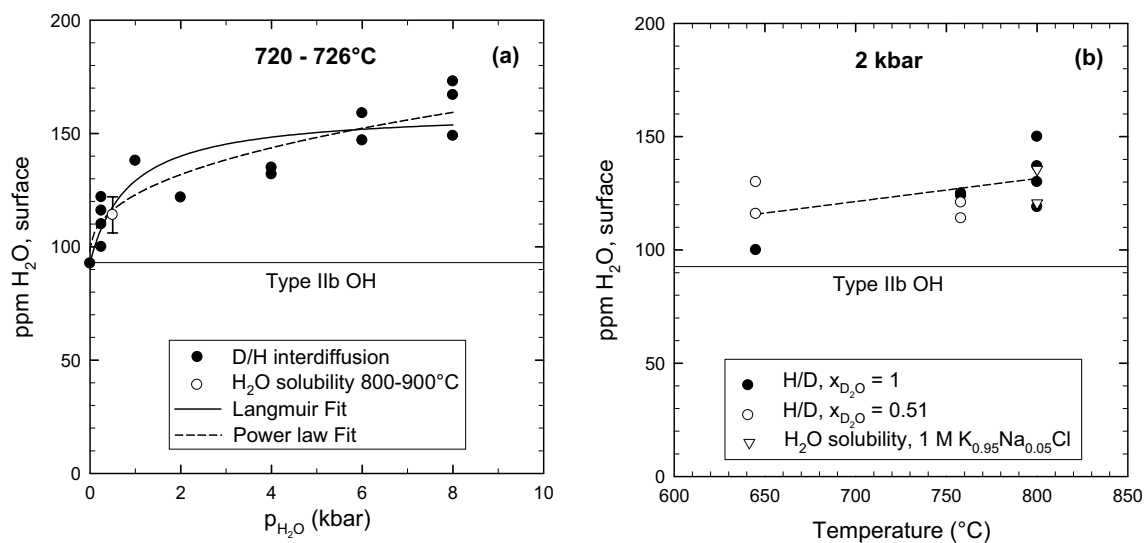 720 - 726°C
(a)
ppm H₂O, surface
200
150
100
50
0
Type IIb OH
D/H interdiffusion
H₂O solubility 800-900°C
Langmuir Fit
Power law Fit
0 2 4 6 8 10
p_H₂O (kbar)
2 kbar
(b)
ppm H₂O, surface
200
150
100
50
0
Type IIb OH
H/D, x_D₂O = 1
H/D, x_D₂O = 0.51
H₂O solubility, 1 M K₀.₉₅Na₀.₀₅Cl
600 650 700 750 800 850
Temperature (°C)